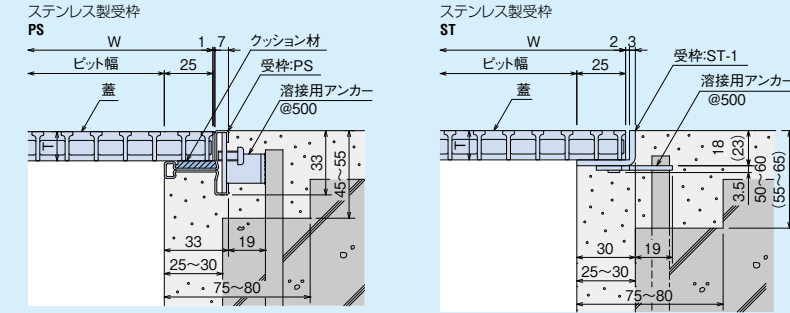 ステンレス製受枠
PS
W
1
7
クッション材
ピット幅
25
受枠:PS
蓋
溶接用アンカー
@500
T
33
45〜55
33
19
25〜30
75〜80
ステンレス製受枠
ST
W
2
3
ピット幅
25
受枠:ST-1
蓋
溶接用アンカー
@500
T
18
(23)
3.5
50〜60
(55〜65)
30
19
25〜30
75〜80